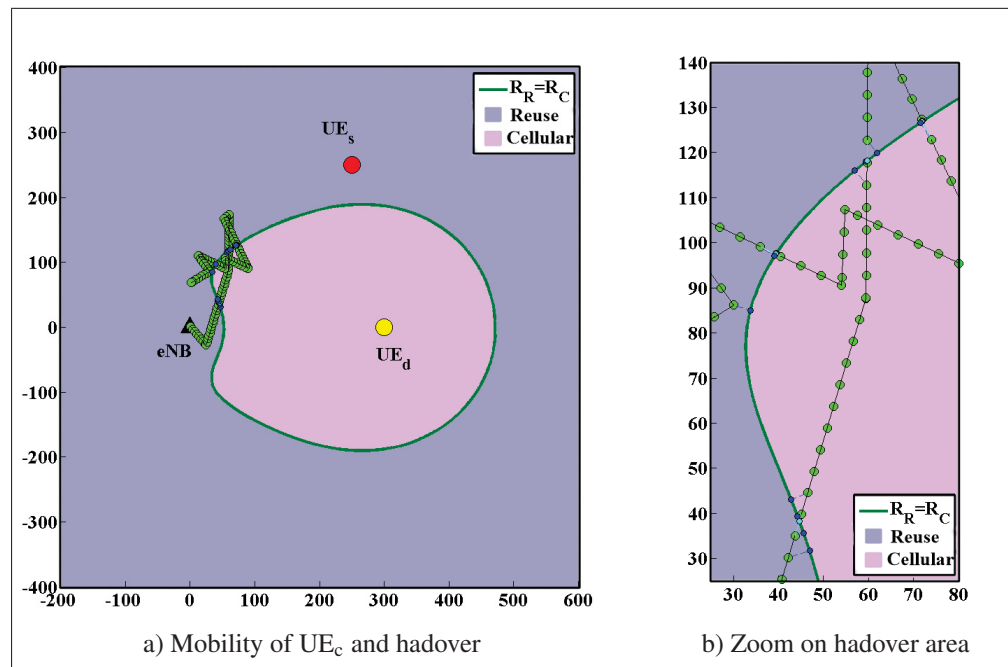 400
300
200
100
0
-100
-200
-300
-400
-200 -100 0 100 200 300 400 500 600
R_R=R_C
Reuse
Cellular
UE_s
eNB
UE_d
a) Mobility of UE_c and hadover
140
130
120
110
100
90
80
70
60
50
40
30
30 40 50 60 70 80
R_R=R_C
Reuse
Cellular
b) Zoom on hadover area